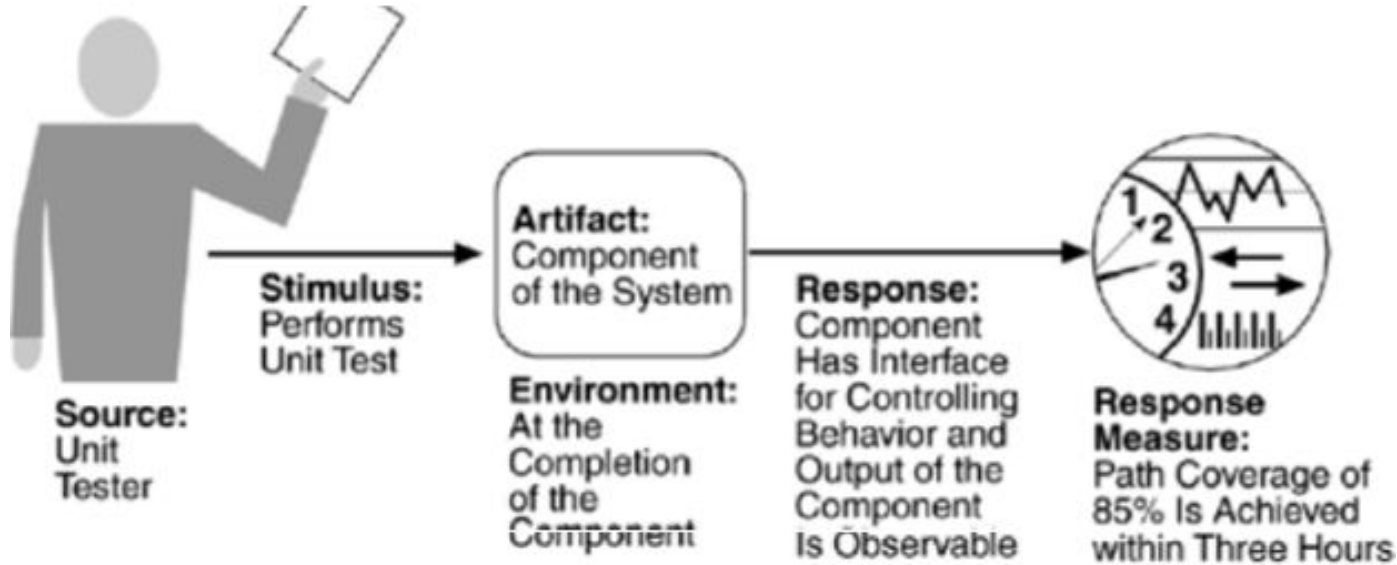 Source:
Unit
Tester
Stimulus:
Performs
Unit Test
Artifact:
Component
of the System
Environment:
At the
Completion
of the
Component
Response:
Component
Has Interface
for Controlling
Behavior and
Output of the
Component
Is Observable
1
2
3
4
Response
Measure:
Path Coverage of
85% Is Achieved
within Three Hours